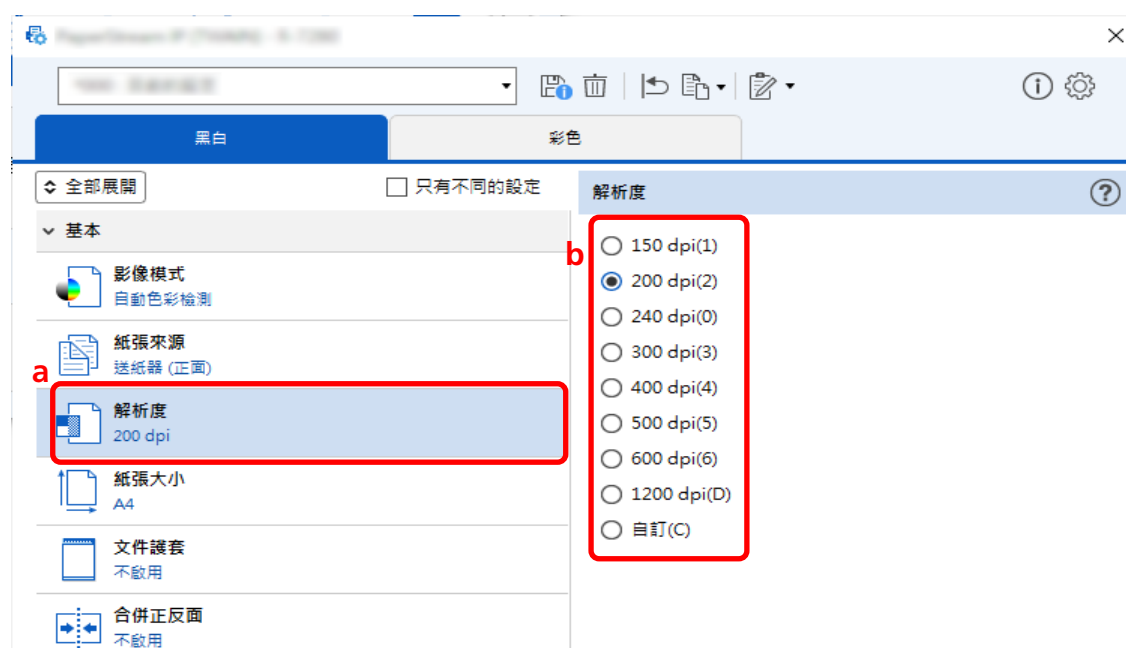 黑白
彩色
全部展開
只有不同的設定
基本
影像模式
自動色彩檢測
紙張來源
送紙器 (正面)
a
解析度
200 dpi
紙張大小
A4
文件護套
不啟用
合併正反面
不啟用
解析度
b
150 dpi(1)
200 dpi(2)
240 dpi(0)
300 dpi(3)
400 dpi(4)
500 dpi(5)
600 dpi(6)
1200 dpi(D)
自訂(C)